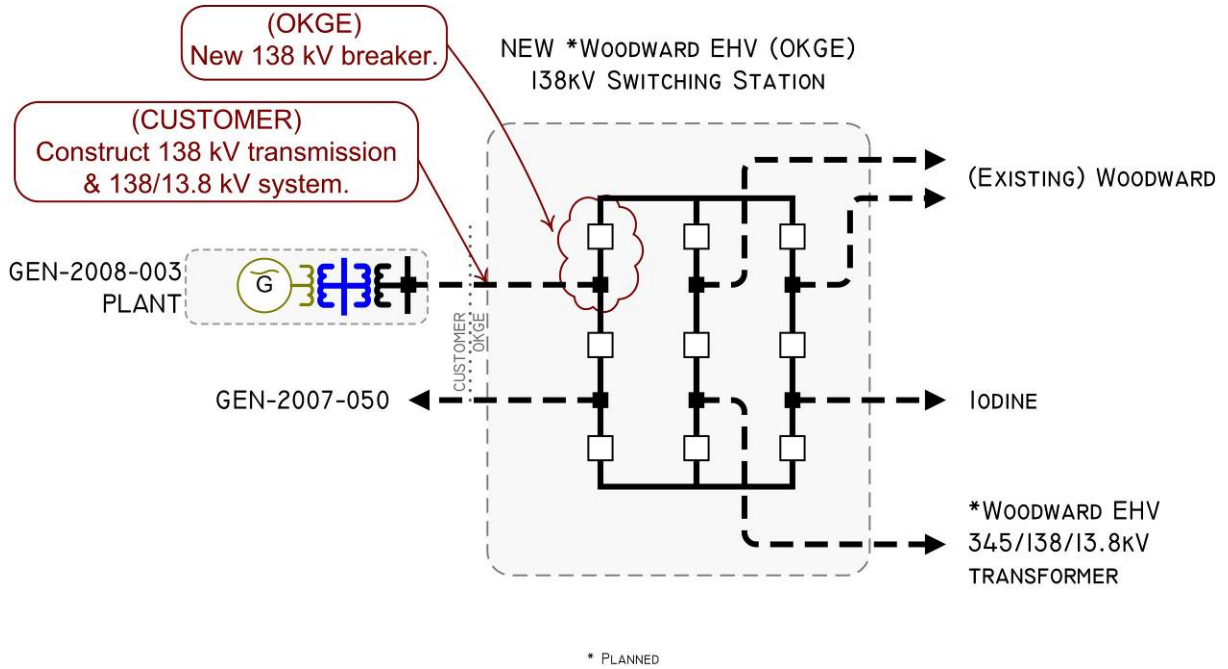 (OKGE)
New 138 kV breaker.
NEW *WOODWARD EHV (OKGE)
138KV SWITCHING STATION
(CUSTOMER)
Construct 138 kV transmission
& 138/13.8 kV system.
(EXISTING) WOODWARD
GEN-2008-003
PLANT
G
CUSTOMER
OKGE
GEN-2007-050
IODINE
*WOODWARD EHV
345/138/13.8KV
TRANSFORMER
* PLANNED